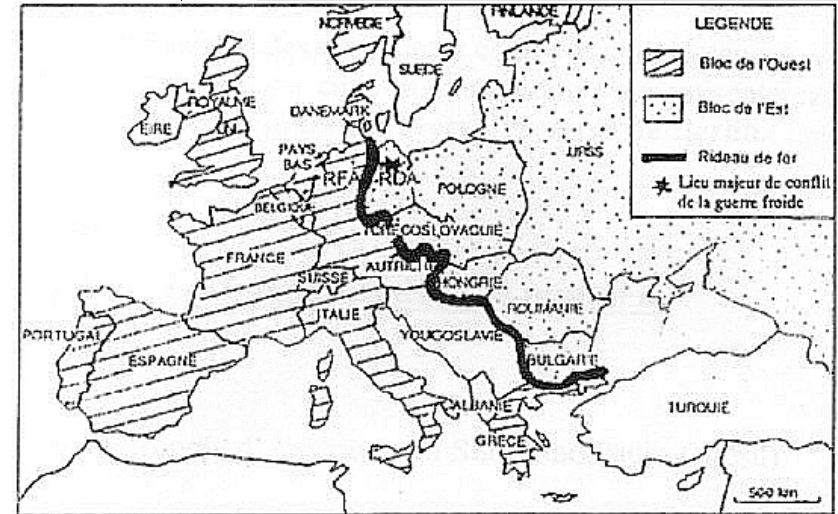 NORVEGE
FINLANDE
SUEDE
LEGENDE
Bloc de l'Ouest
Bloc de l'Est
Rideau de fer
Lieu majeur de conflit
de la guerre froide
EIRE
ROYAUME
UNI
DANEMARK
PAYS
BAS
RFA
RDA
URSS
POLOGNE
BELGIQUE
TCHECOSLOVAQUIE
FRANCE
SUISSE
AUTRICHE
HONGRIE
ROUMANIE
ITALIE
PORTUGAL
ESPAGNE
YOUGOSLAVIE
BULGARIE
ALBANIE
GRECE
TURQUIE
500 km